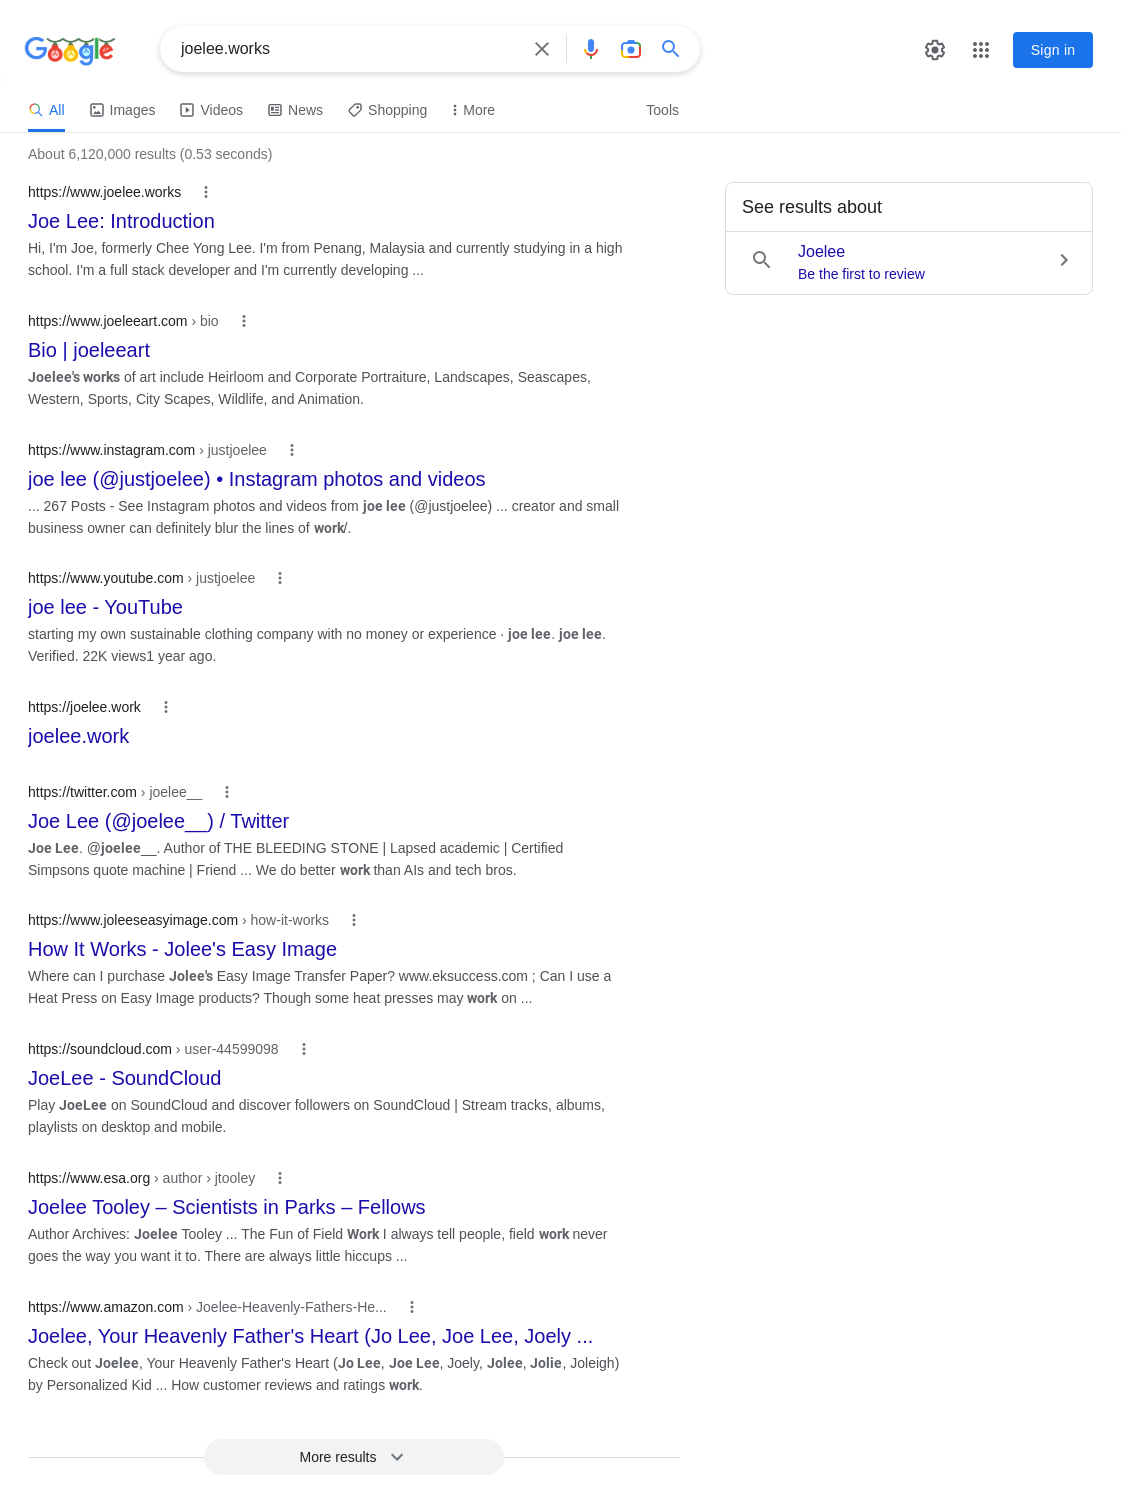 Google
joelee.works
Sign in
All Images Videos News Shopping More Tools
About 6,120,000 results (0.53 seconds)
https://www.joelee.works
Joe Lee: Introduction
Hi, I'm Joe, formerly Chee Yong Lee. I'm from Penang, Malaysia and currently studying in a high
school. I'm a full stack developer and I'm currently developing ...
See results about
Joelee
Be the first to review
https://www.joeleeart.com › bio
Bio | joeleeart
Joelee's works of art include Heirloom and Corporate Portraiture, Landscapes, Seascapes,
Western, Sports, City Scapes, Wildlife, and Animation.
https://www.instagram.com › justjoelee
joe lee (@justjoelee) • Instagram photos and videos
... 267 Posts - See Instagram photos and videos from joe lee (@justjoelee) ... creator and small
business owner can definitely blur the lines of work/.
https://www.youtube.com › justjoelee
joe lee - YouTube
starting my own sustainable clothing company with no money or experience · joe lee. joe lee.
Verified. 22K views1 year ago.
https://joelee.work
joelee.work
https://twitter.com › joelee__
Joe Lee (@joelee__) / Twitter
Joe Lee. @joelee__. Author of THE BLEEDING STONE | Lapsed academic | Certified
Simpsons quote machine | Friend ... We do better work than AIs and tech bros.
https://www.joleeseasyimage.com › how-it-works
How It Works - Jolee's Easy Image
Where can I purchase Jolee's Easy Image Transfer Paper? www.eksuccess.com ; Can I use a
Heat Press on Easy Image products? Though some heat presses may work on ...
https://soundcloud.com › user-44599098
JoeLee - SoundCloud
Play JoeLee on SoundCloud and discover followers on SoundCloud | Stream tracks, albums,
playlists on desktop and mobile.
https://www.esa.org › author › jtooley
Joelee Tooley – Scientists in Parks – Fellows
Author Archives: Joelee Tooley ... The Fun of Field Work I always tell people, field work never
goes the way you want it to. There are always little hiccups ...
https://www.amazon.com › Joelee-Heavenly-Fathers-He...
Joelee, Your Heavenly Father's Heart (Jo Lee, Joe Lee, Joely ...
Check out Joelee, Your Heavenly Father's Heart (Jo Lee, Joe Lee, Joely, Jolee, Jolie, Joleigh)
by Personalized Kid ... How customer reviews and ratings work.
More results